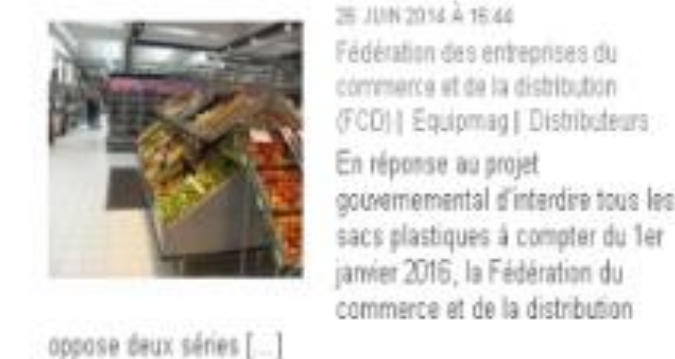 26 JUIN 2014 À 16:44
Fédération des entreprises du
commerce et de la distribution
(FCD) | Equipmag | Distributeurs
En réponse au projet
gouvernemental d'interdire tous les
sacs plastiques à compter du 1er
janvier 2016, la Fédération du
commerce et de la distribution
oppose deux séries [...]